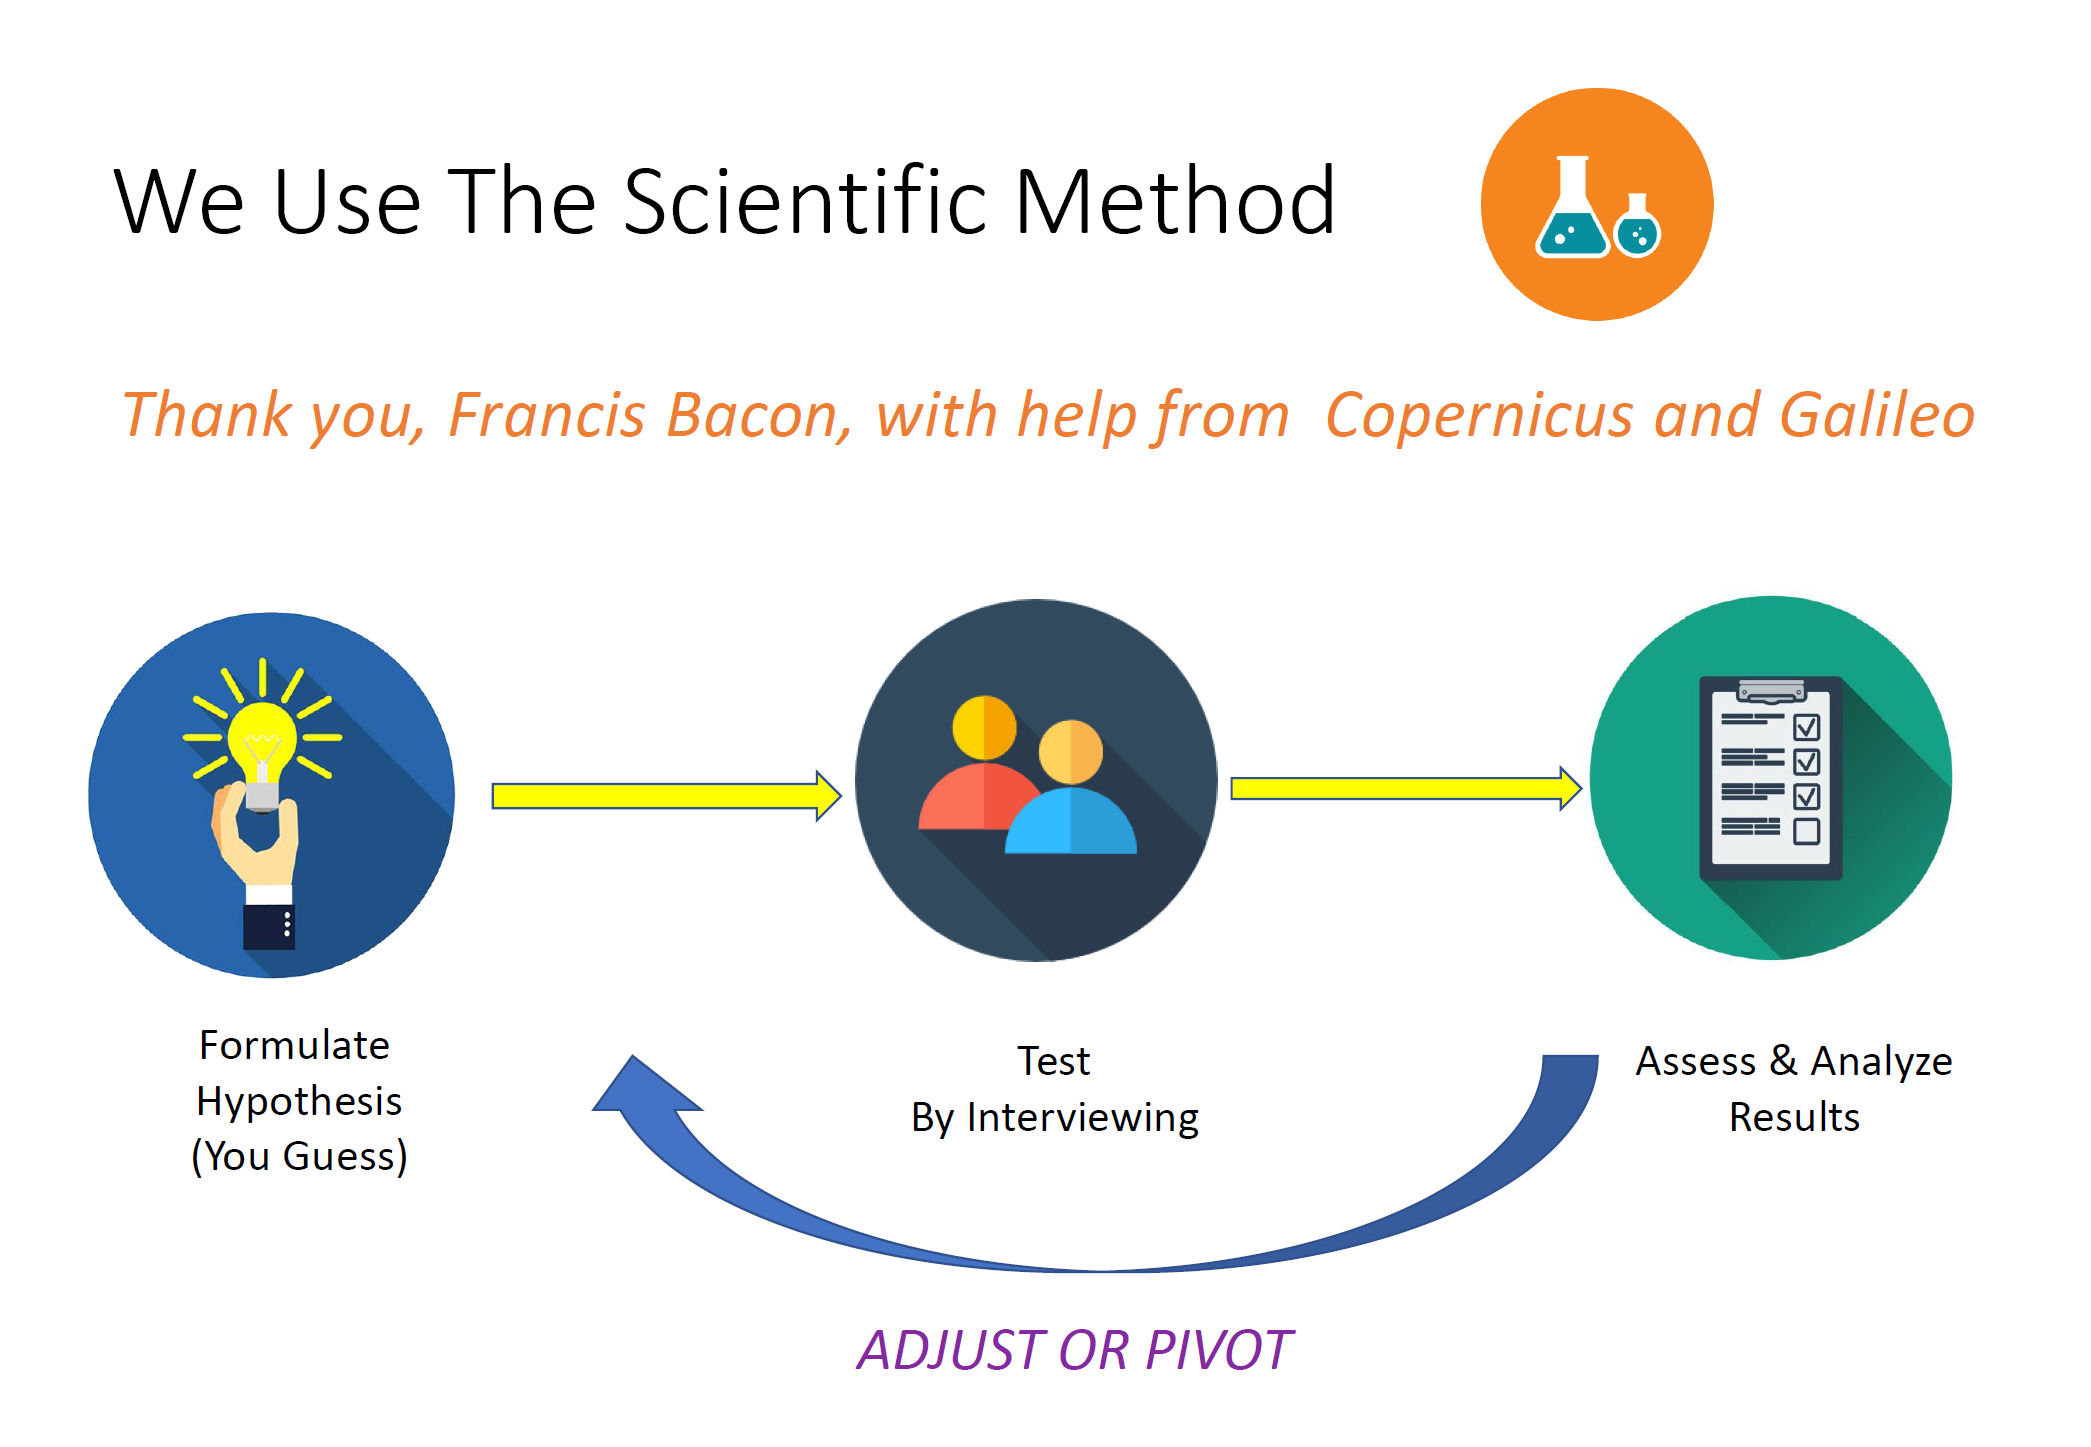 We Use The Scientific Method
Thank you, Francis Bacon, with help from  Copernicus and Galileo
Formulate
Hypothesis
(You Guess)
Test
By Interviewing
Assess & Analyze
Results
ADJUST OR PIVOT